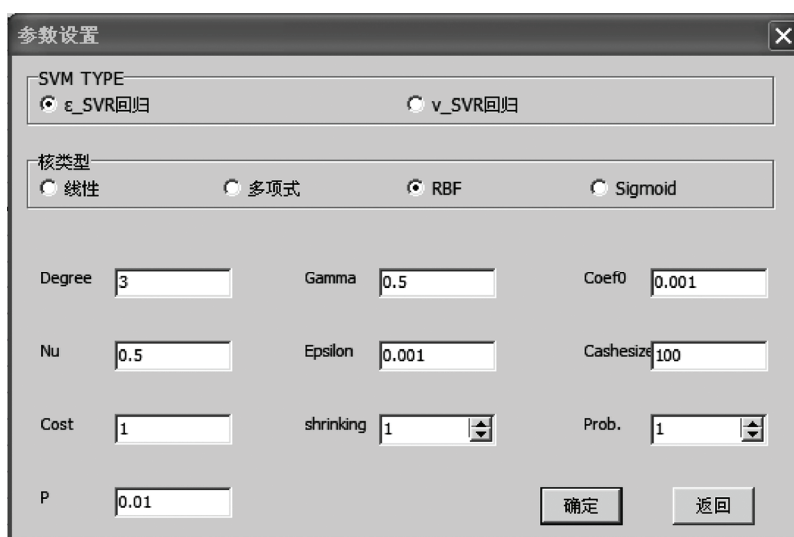 参数设置
SVM TYPE
ε_SVR回归 v_SVR回归
核类型
线性 多项式 RBF Sigmoid
Degree 3 Gamma 0.5 Coef0 0.001
Nu 0.5 Epsilon 0.001 Cashesize 100
Cost 1 shrinking 1 Prob. 1
P 0.01 确定 返回